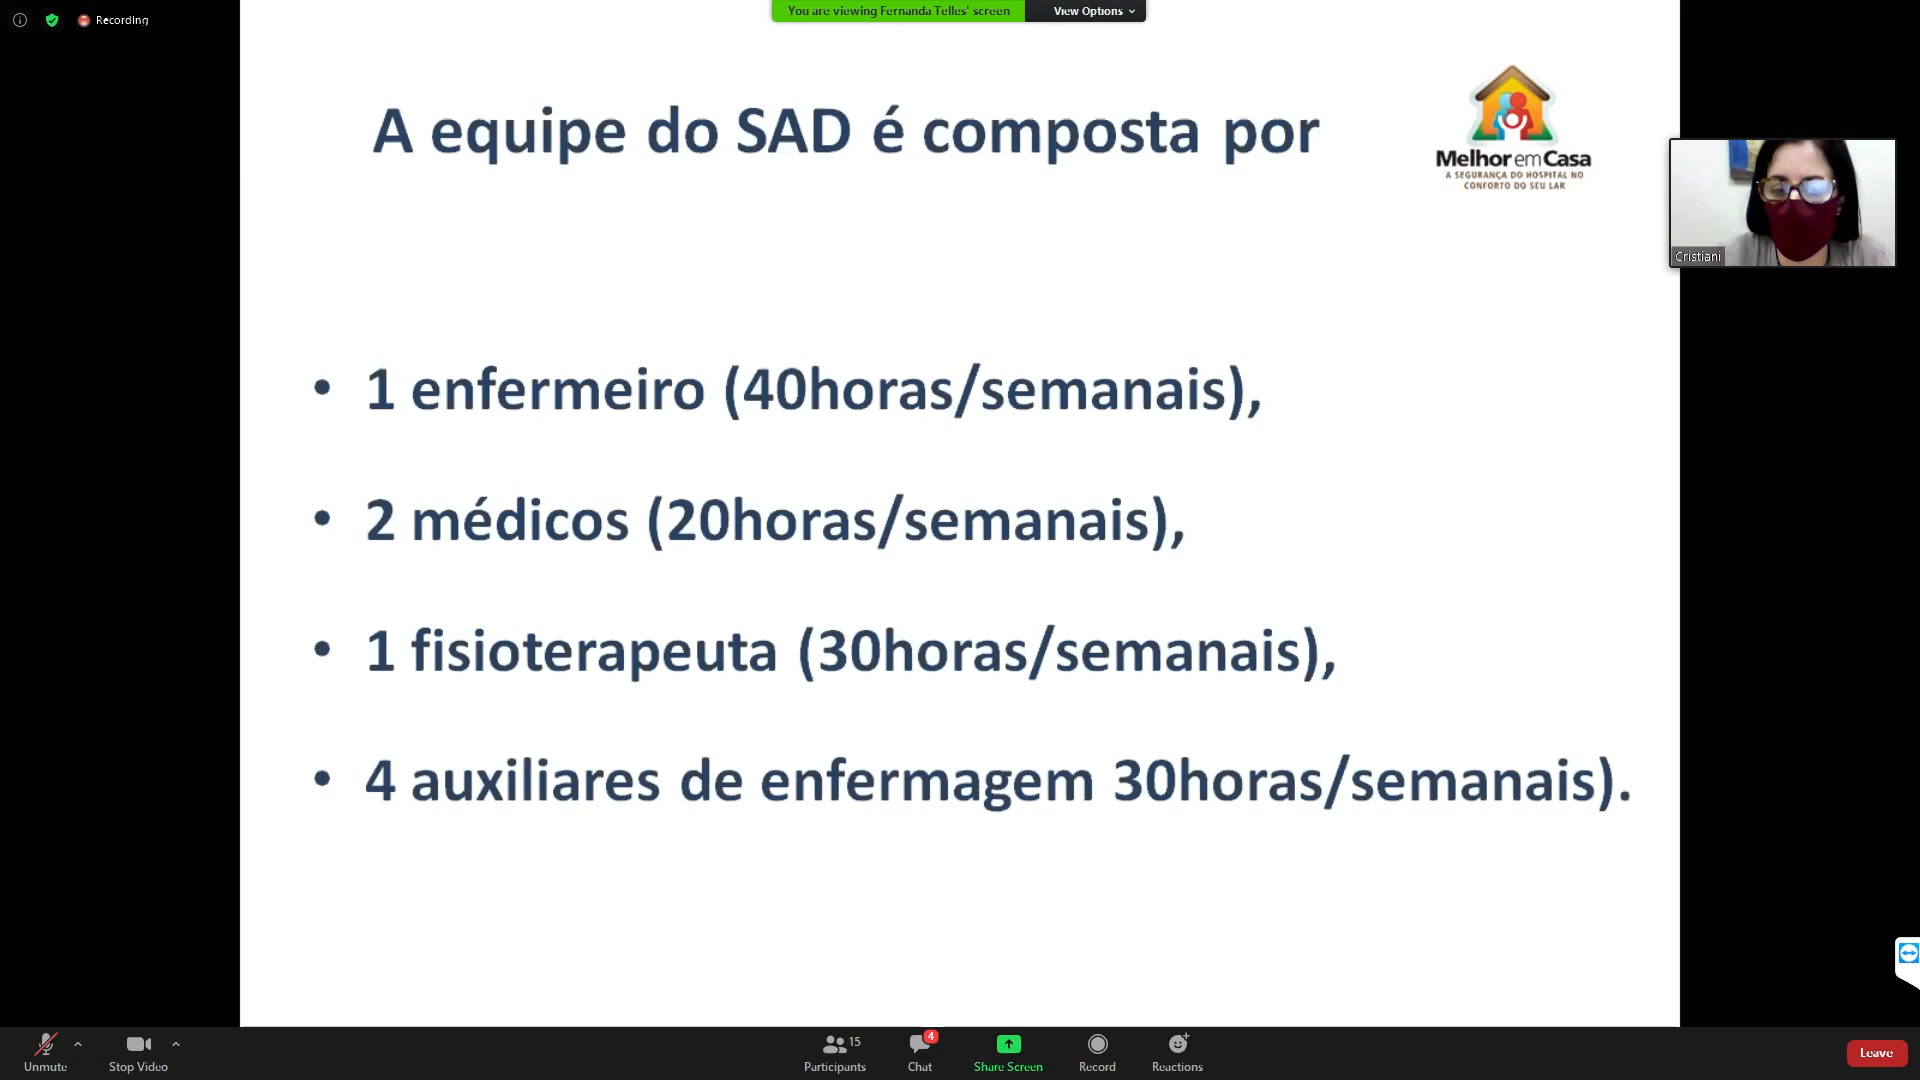 Recording
You are viewing Fernanda Telles' screen
View Options
A equipe do SAD é composta por
Melhor em Casa
A SEGURANÇA DO HOSPITAL NO
CONFORTO DO SEU LAR
Cristiani
• 1 enfermeiro (40horas/semanais),
• 2 médicos (20horas/semanais),
• 1 fisioterapeuta (30horas/semanais),
• 4 auxiliares de enfermagem 30horas/semanais).
Unmute
Stop Video
15
Participants
4
Chat
Share Screen
Record
Reactions
Leave